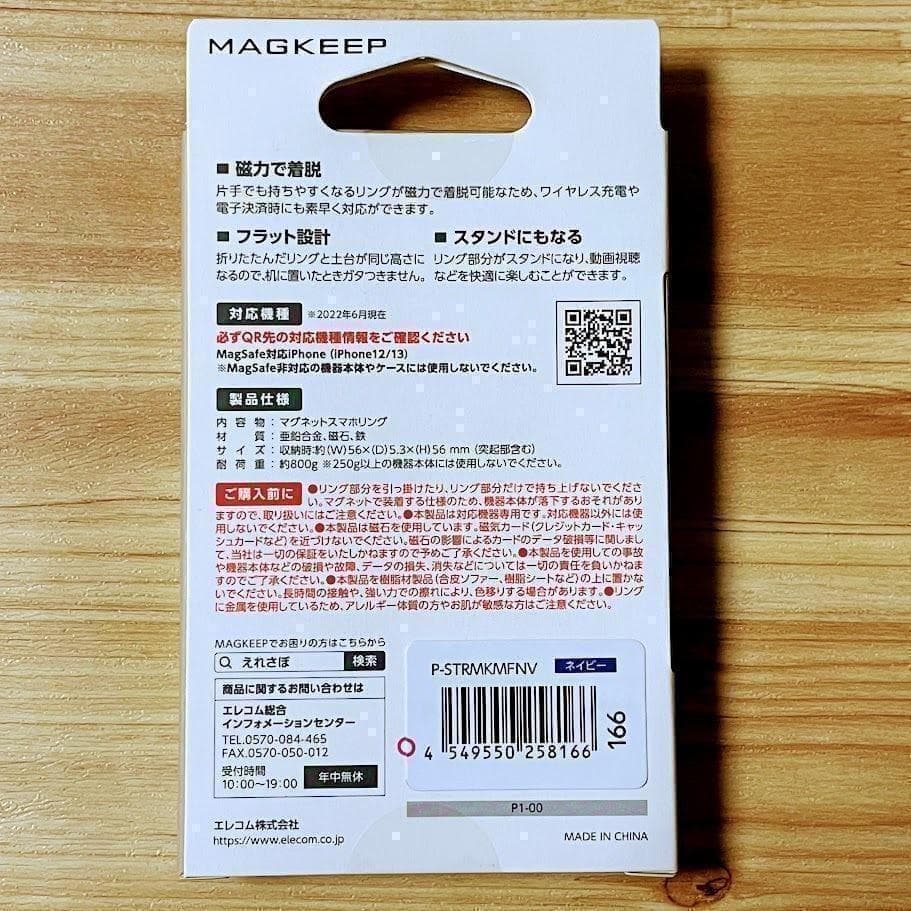 MAGKEEP
■ 磁力で着脱
片手でも持ちやすくなるリングが磁力で着脱可能なため、ワイヤレス充電や
電子決済時にも素早く対応ができます。
■ フラット設計
折りたたんだリングと土台が同じ高さに
なるので、机に置いたときガタつきません。
■ スタンドにもなる
リング部分がスタンドになり、動画視聴
などを快適に楽しむことができます。
対応機種 ※2022年6月現在
必ずQR先の対応機種情報をご確認ください
MagSafe対応iPhone (iPhone12/13)
※MagSafe非対応の機器本体やケースには使用しないでください。
製品仕様
内容物：マグネットスマホリング
材質：亜鉛合金、磁石、鉄
サイズ：収納時:約(W)56×(D)5.3×(H)56 mm (突起部含む)
耐荷重：約800g ※250g以上の機器本体には使用しないでください。
ご購入前に ●リング部分を引っ掛けたり、リング部分だけで持ち上げないでくださ
い。マグネットで装着する仕様のため、機器本体が落下するおそれがあり
ますので、取り扱いにはご注意ください。●本製品は対応機器専用です。対応機器以外には使
用しないでください。●本製品は磁石を使用しています。磁気カード(クレジットカード・キャッ
シュカードなど)を近づけないでください。磁石の影響によるカードのデータ破損等に関しまし
て、当社は一切の保証をいたしかねますので予めご了承ください。●本製品を使用しての事故
や機器本体などの破損や故障、データの損失、消失などについては一切の責任を負いかねま
すのでご了承ください。●本製品を樹脂材製品(合皮ソファー、樹脂シートなど)の上に置かな
いでください。長時間の接触や、強い力での擦れにより、色移りする場合があります。●リング
に金属を使用しているため、アレルギー体質の方やお肌が敏感な方はご注意ください。
MAGKEEPでお困りの方はこちらから
えれさぽ 検索
商品に関するお問い合わせは
エレコム総合
インフォメーションセンター
TEL.0570-084-465
FAX.0570-050-012
受付時間
10:00〜19:00 年中無休
エレコム株式会社
https://www.elecom.co.jp
P-STRMKMFNV ネイビー
4 549550 258166
166
P1-00
MADE IN CHINA